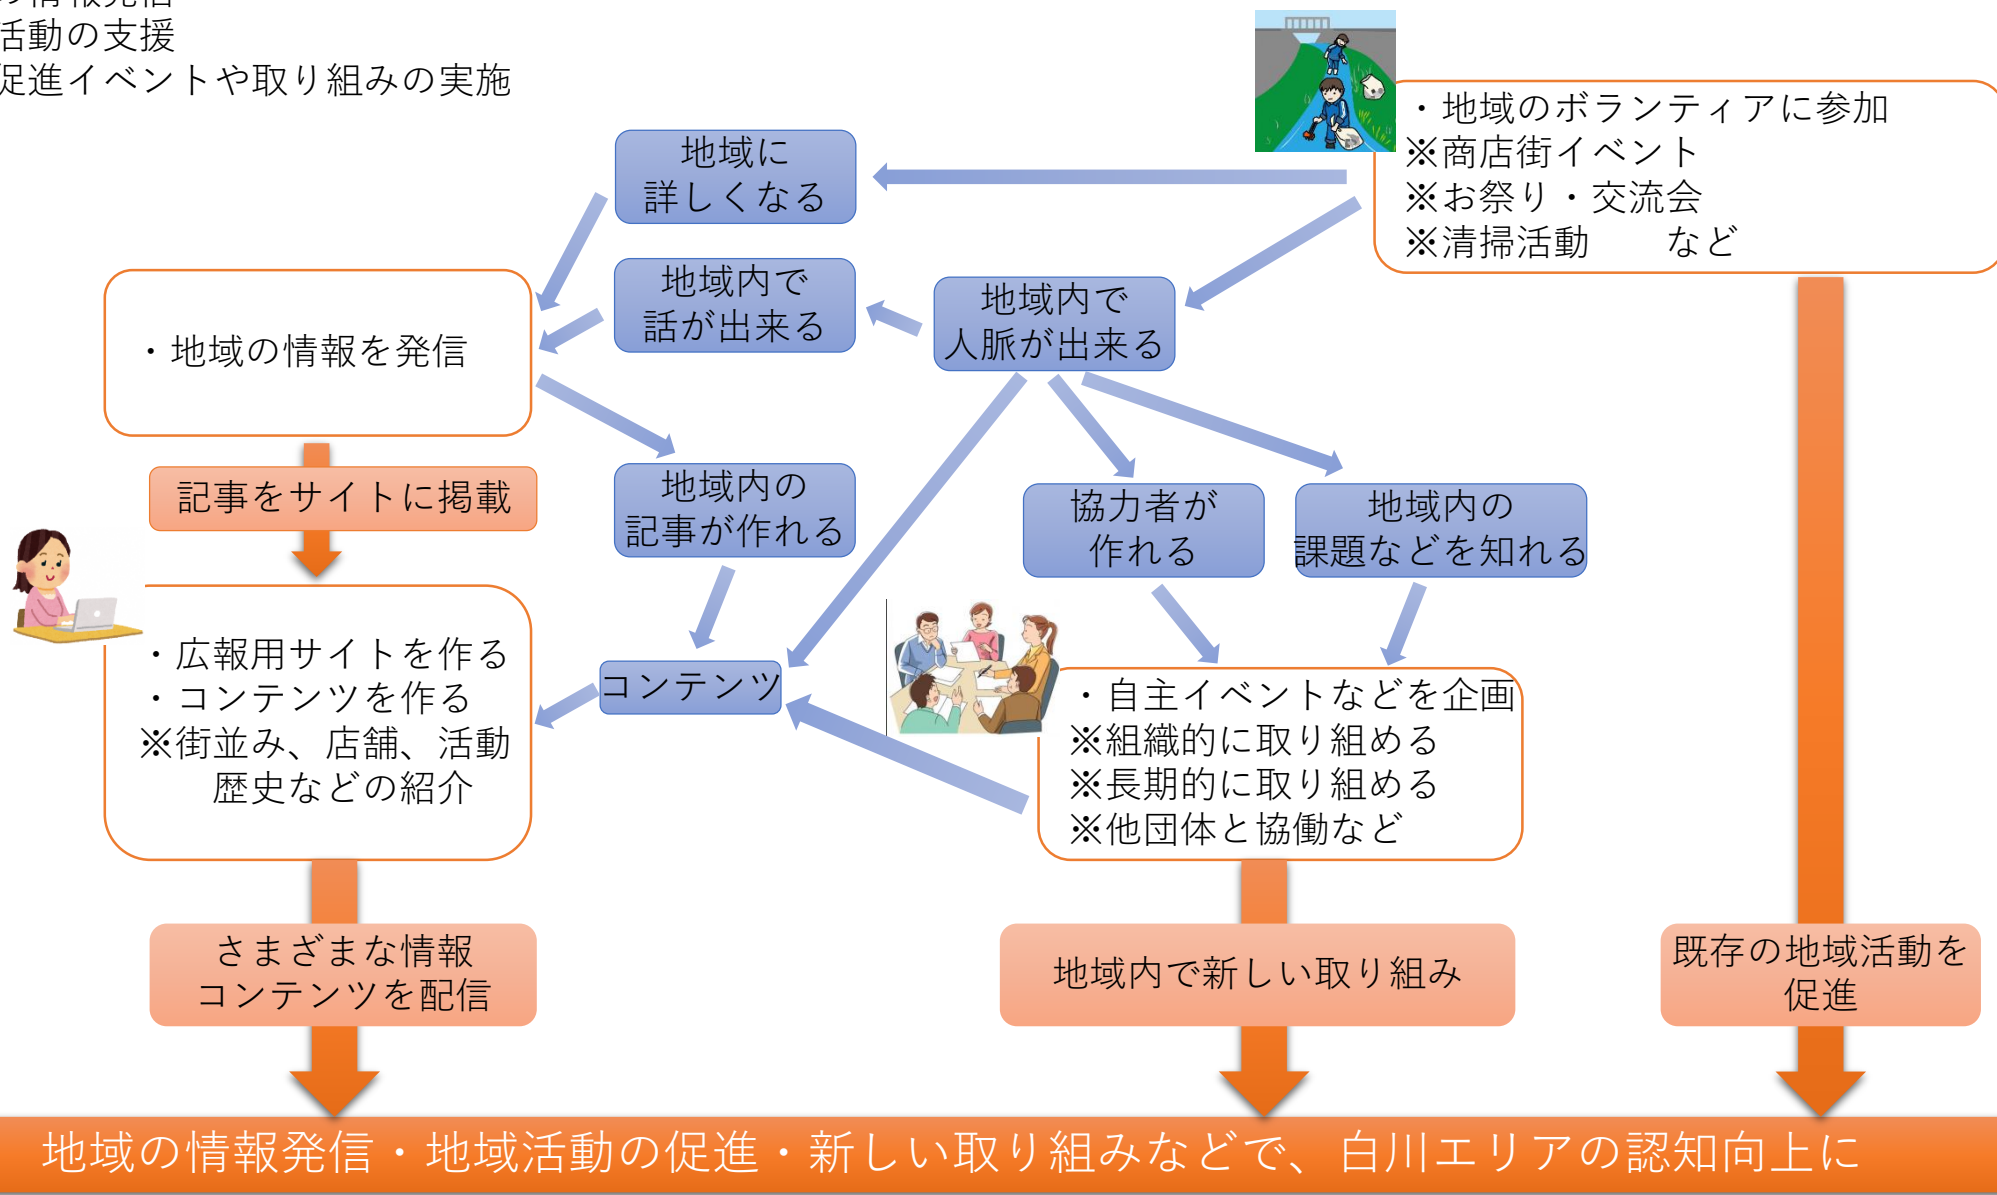 の情報発信
活動の支援
促進イベントや取り組みの実施
・地域のボランティアに参加
※商店街イベント
※お祭り・交流会
※清掃活動　　など
地域に
詳しくなる
地域内で
話が出来る
地域内で
人脈が出来る
・地域の情報を発信
記事をサイトに掲載
地域内の
記事が作れる
協力者が
作れる
地域内の
課題などを知れる
・広報用サイトを作る
・コンテンツを作る
※街並み、店舗、活動
歴史などの紹介
コンテンツ
・自主イベントなどを企画
※組織的に取り組める
※長期的に取り組める
※他団体と協働など
さまざまな情報
コンテンツを配信
地域内で新しい取り組み
既存の地域活動を
促進
地域の情報発信・地域活動の促進・新しい取り組みなどで、白川エリアの認知向上に